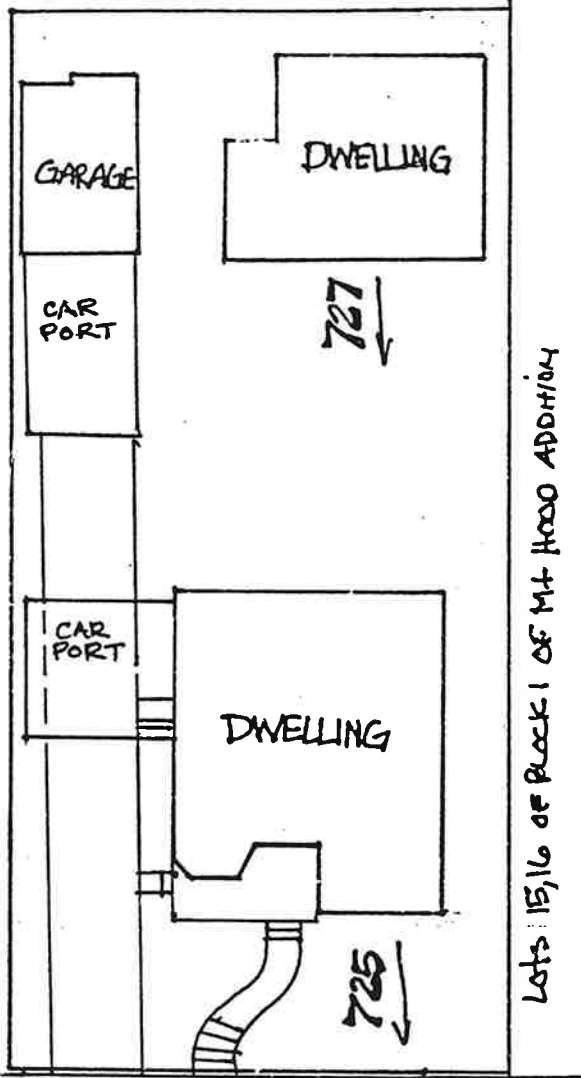 DWELLING
GARAGE
CAR
PORT
727
CAR
PORT
DWELLING
725
Lots: 15,16 OF BLOCK 1 OF Mt HOOD ADDITION